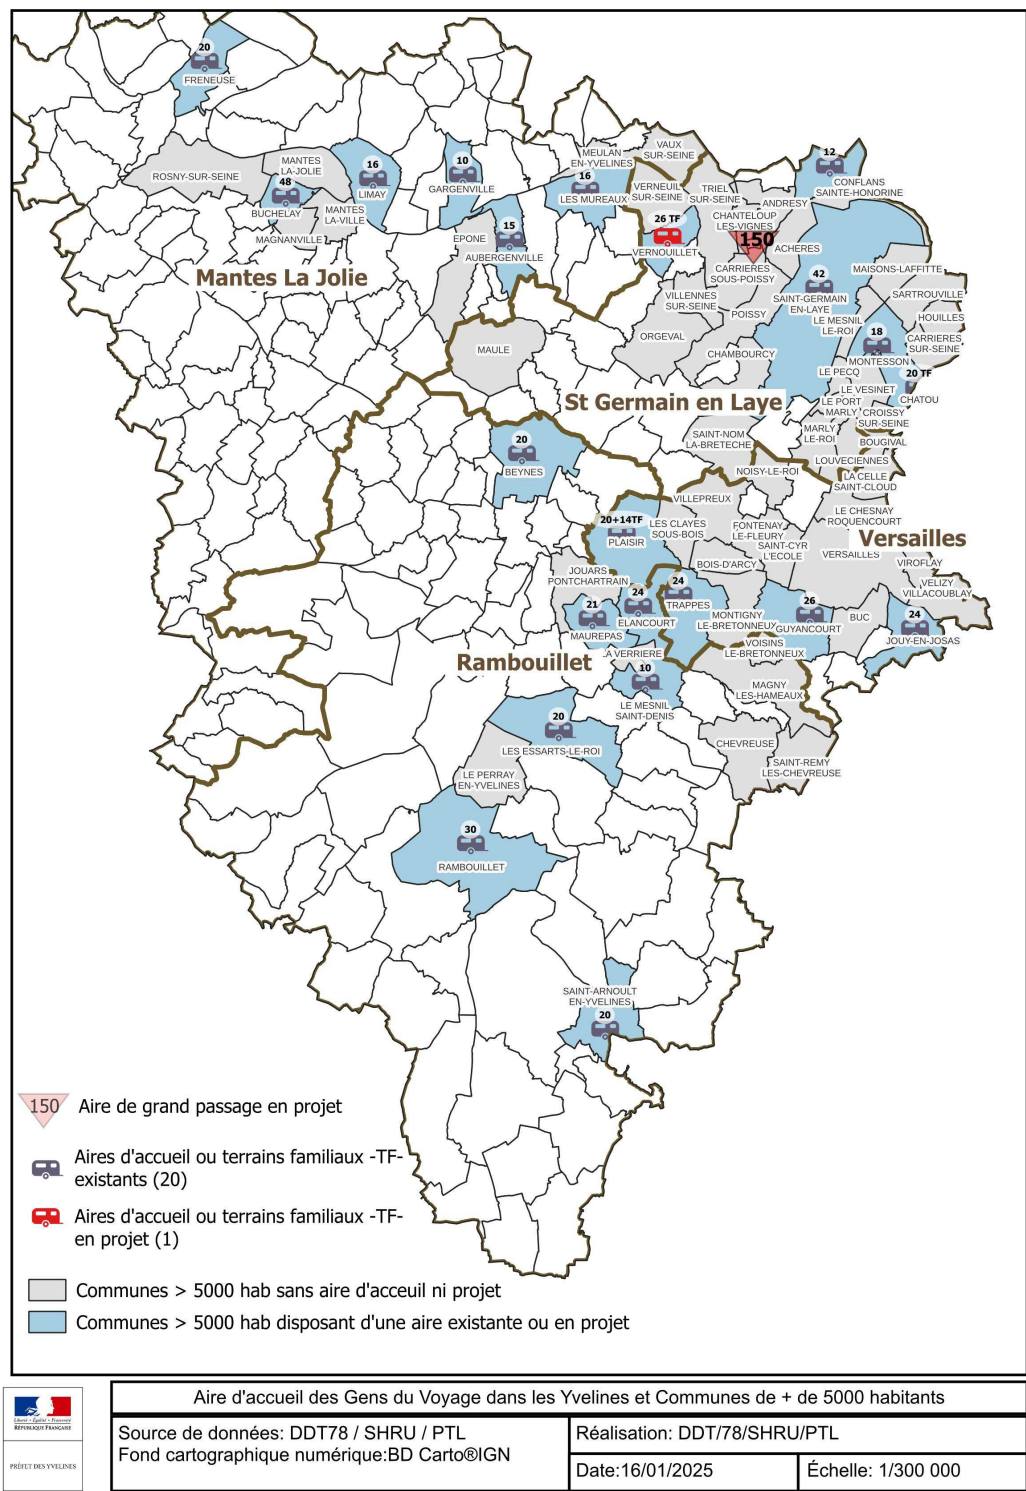 20
FRENEUSE
ROSNY-SUR-SEINE
MANTES
LA-JOLIE
48
BUCHELAY
MAGNANVILLE
MANTES
LA-VILLE
16
LIMAY
10
GARGENVILLE
EPONE
15
AUBERGENVILLE
MEULAN
EN-YVELINES
16
LES MUREAUX
VAUX
SUR-SEINE
VERNEUIL
SUR-SEINE
TRIEL
SUR-SEINE
26 TF
VERNOUILLET
CHANTELOUP
LES-VIGNES
150
ANDRESY
12
CONFLANS
SAINTE-HONORINE
ACHERES
CARRIERES
SOUS-POISSY
VILLENNES
SUR-SEINE
POISSY
ORGEVAL
CHAMBOURCY
42
SAINT-GERMAIN
EN-LAYE
MAISONS-LAFFITTE
SARTROUVILLE
HOUILLES
CARRIERES
SUR-SEINE
LE MESNIL
LE-ROI
18
MONTESSON
LE PECQ
20 TF
CHATOU
LE VESINET
LE PORT
MARLY
CROISSY
SUR-SEINE
MARLY
LE-ROI
BOUGIVAL
LOUVECIENNES
LA CELLE
SAINT-CLOUD
Mantes La Jolie
MAULE
St Germain en Laye
SAINT-NOM
LA-BRETECHE
NOISY-LE-ROI
20
BEYNES
VILLEPREUX
LE CHESNAY
ROQUENCOURT
20+14TF
PLAISIR
LES CLAYES
SOUS-BOIS
FONTENAY
LE-FLEURY
SAINT-CYR
L'ECOLE
Versailles
VERSAILLES
VIROFLAY
BOIS-D'ARCY
VELIZY
VILLACOUBLAY
JOUARS
PONTCHARTRAIN
21
MAUREPAS
24
ELANCOURT
24
TRAPPES
MONTIGNY
LE-BRETONNEUX
26
GUYANCOURT
BUC
24
JOUY-EN-JOSAS
LA VERRIERE
VOISINS
LE-BRETONNEUX
Rambouillet
10
LE MESNIL
SAINT-DENIS
MAGNY
LES-HAMEAUX
20
LES ESSARTS-LE-ROI
CHEVREUSE
SAINT-REMY
LES-CHEVREUSE
LE PERRAY
EN-YVELINES
30
RAMBOUILLET
SAINT-ARNOULT
EN-YVELINES
20
150 Aire de grand passage en projet
Aires d'accueil ou terrains familiaux -TF-
existants (20)
Aires d'accueil ou terrains familiaux -TF-
en projet (1)
Communes > 5000 hab sans aire d'acceuil ni projet
Communes > 5000 hab disposant d'une aire existante ou en projet
Liberté • Égalité • Fraternité
RÉPUBLIQUE FRANÇAISE
PRÉFET DES YVELINES
Aire d'accueil des Gens du Voyage dans les Yvelines et Communes de + de 5000 habitants
Source de données: DDT78 / SHRU / PTL
Fond cartographique numérique:BD Carto®IGN
Réalisation: DDT/78/SHRU/PTL
Date:16/01/2025
Échelle: 1/300 000